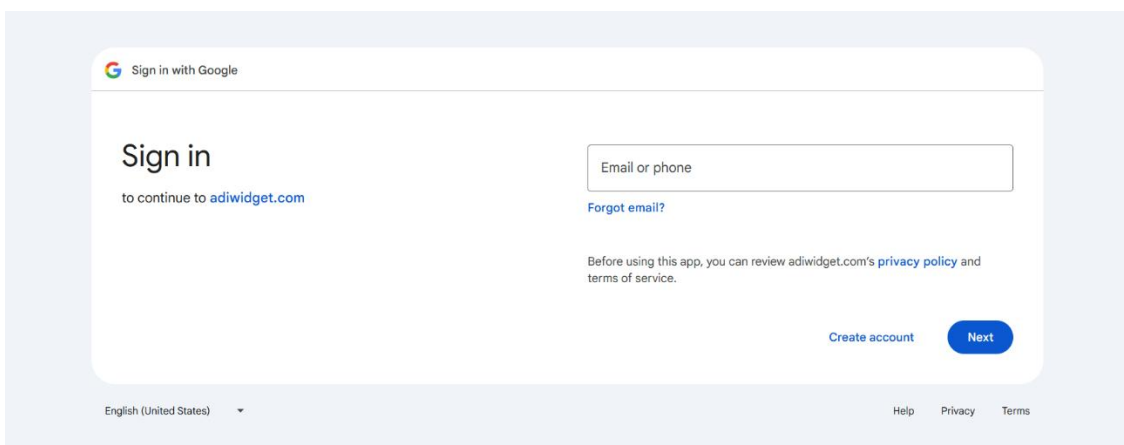 Sign in with Google
Sign in
to continue to adiwidget.com
Email or phone
Forgot email?
Before using this app, you can review adiwidget.com's privacy policy and
terms of service.
Create account
Next
English (United States)
Help
Privacy
Terms